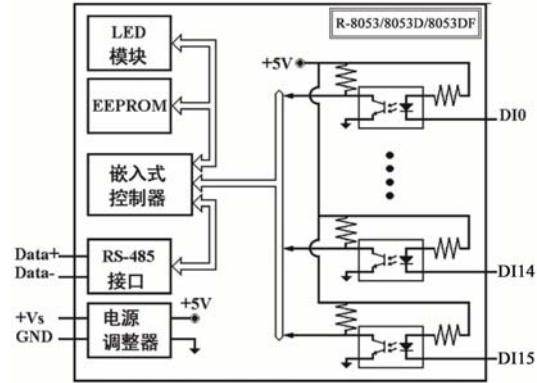 R-8053/8053D/8053DF
LED
模块
+5V
EEPROM
DI0
嵌入式
控制器
Data+
Data-
RS-485
接口
DI14
+Vs
GND
电源
调整器
+5V
DI15